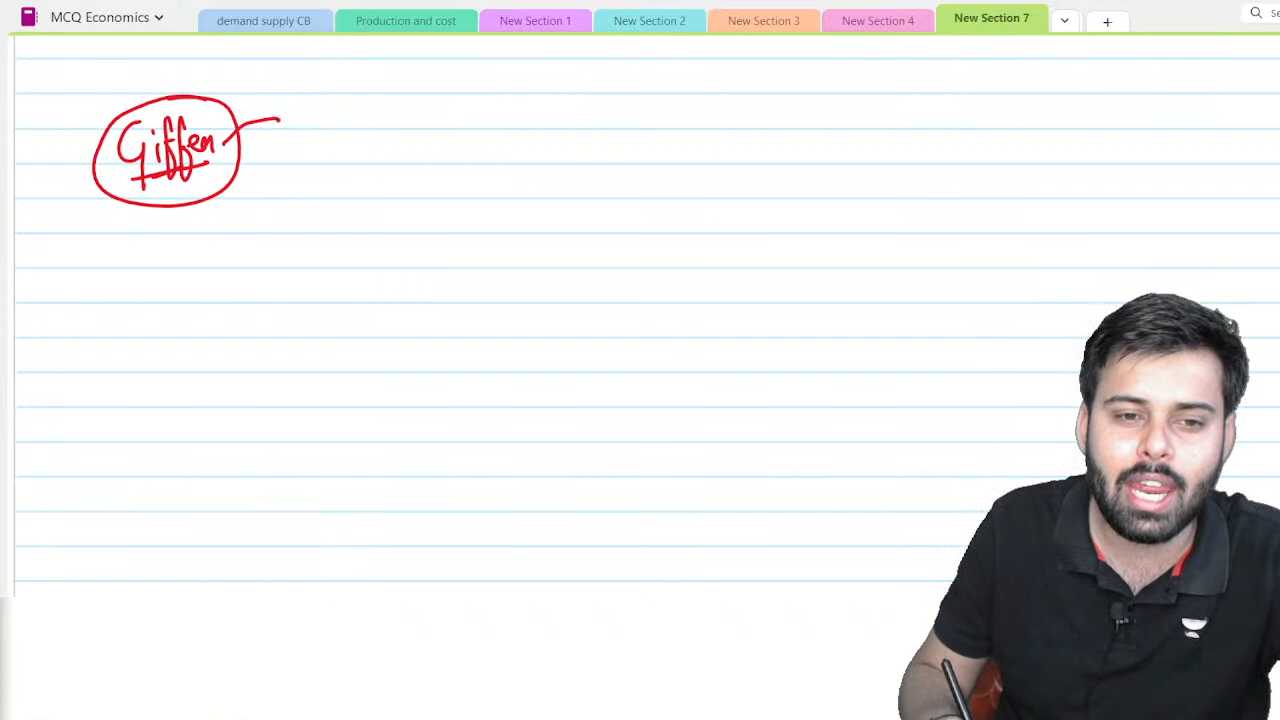 MCQ Economics
demand supply CB
Production and cost
New Section 1
New Section 2
New Section 3
New Section 4
New Section 7
Giffen